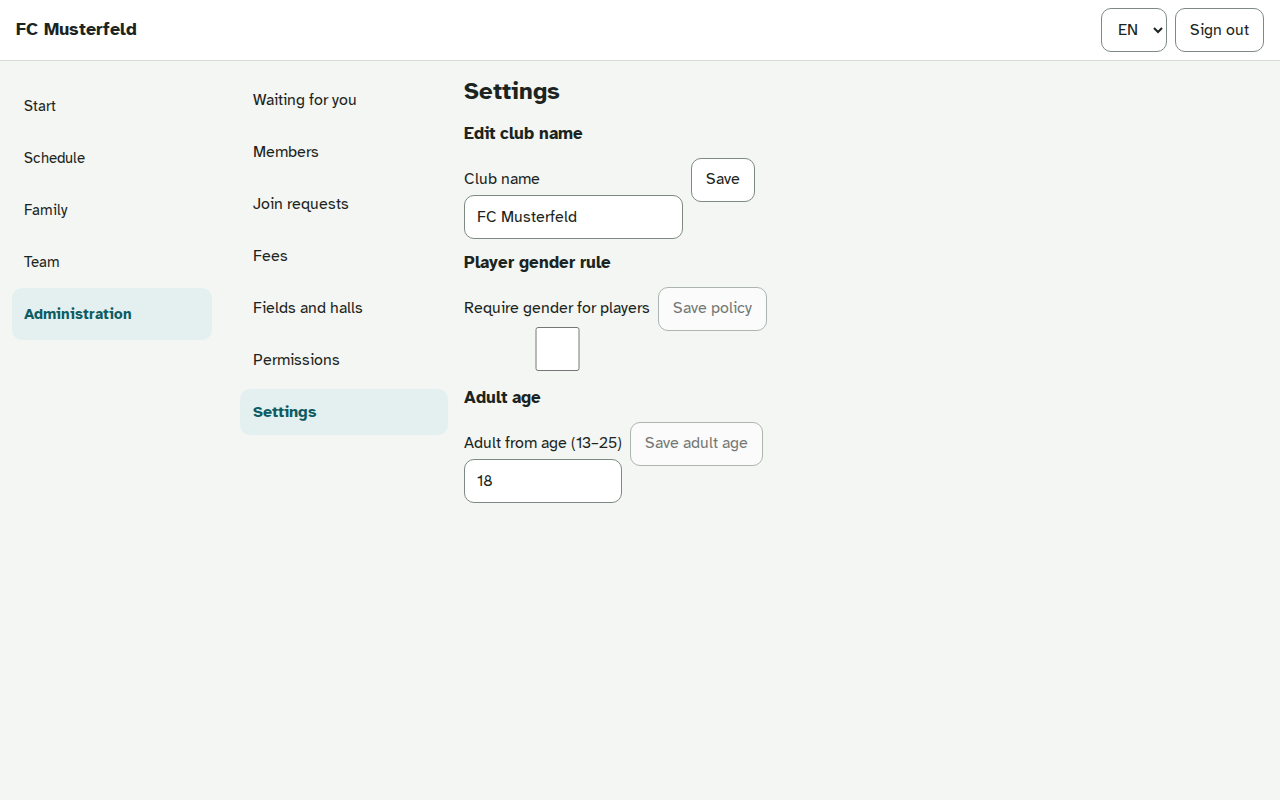 FC Musterfeld
EN
Sign out
Start
Schedule
Family
Team
Administration
Waiting for you
Members
Join requests
Fees
Fields and halls
Permissions
Settings
Settings
Edit club name
Club name
Save
FC Musterfeld
Player gender rule
Require gender for players
Save policy
Adult age
Adult from age (13–25)
Save adult age
18